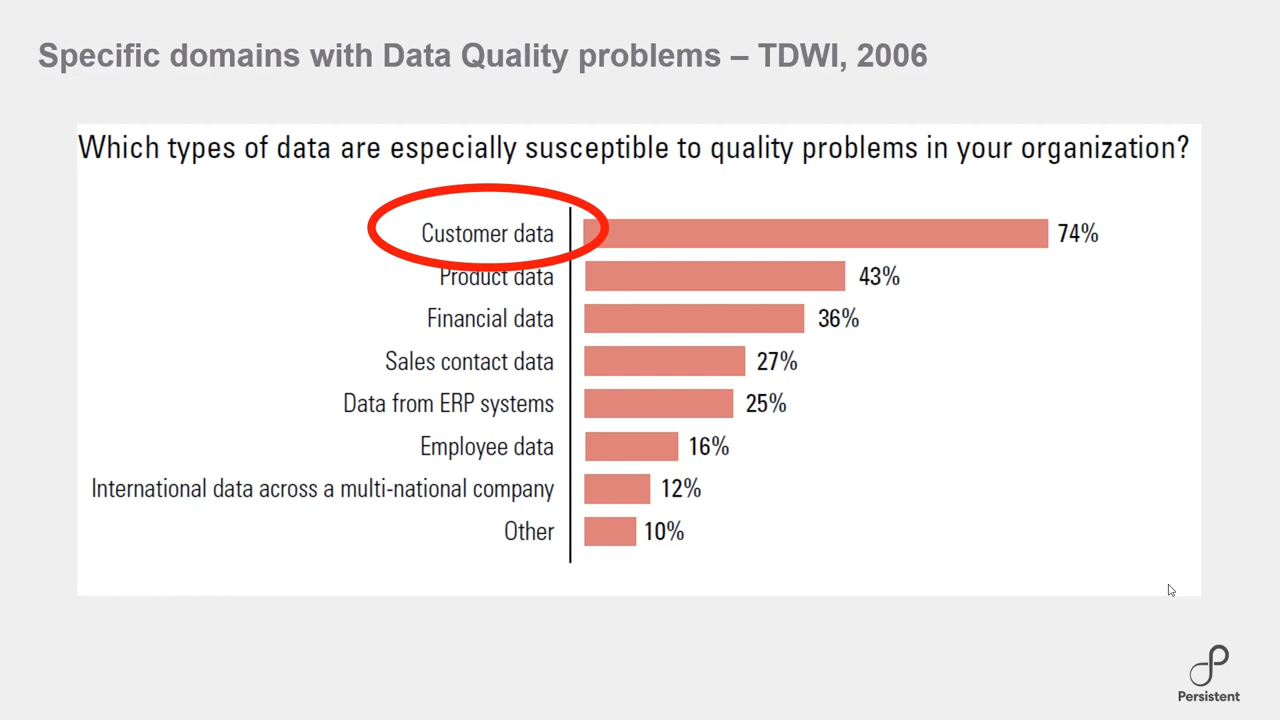 Specific domains with Data Quality problems – TDWI, 2006
Which types of data are especially susceptible to quality problems in your organization?
Customer data 74%
Product data 43%
Financial data 36%
Sales contact data 27%
Data from ERP systems 25%
Employee data 16%
International data across a multi-national company 12%
Other 10%
Persistent